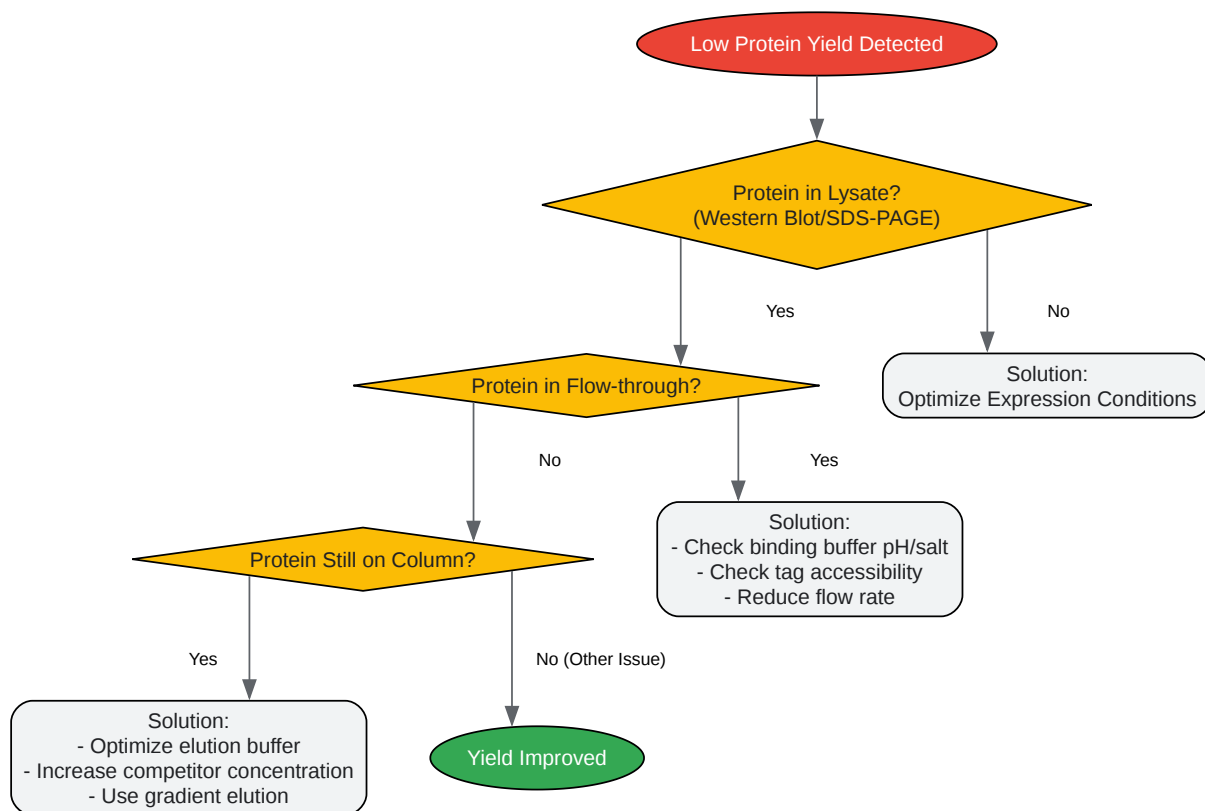 Low Protein Yield Detected
Protein in Lysate?
(Western Blot/SDS-PAGE)
Yes
No
Protein in Flow-through?
Solution:
Optimize Expression Conditions
No
Yes
Solution:
- Check binding buffer pH/salt
- Check tag accessibility
- Reduce flow rate
Protein Still on Column?
Yes
No (Other Issue)
Solution:
- Optimize elution buffer
- Increase competitor concentration
- Use gradient elution
Yield Improved